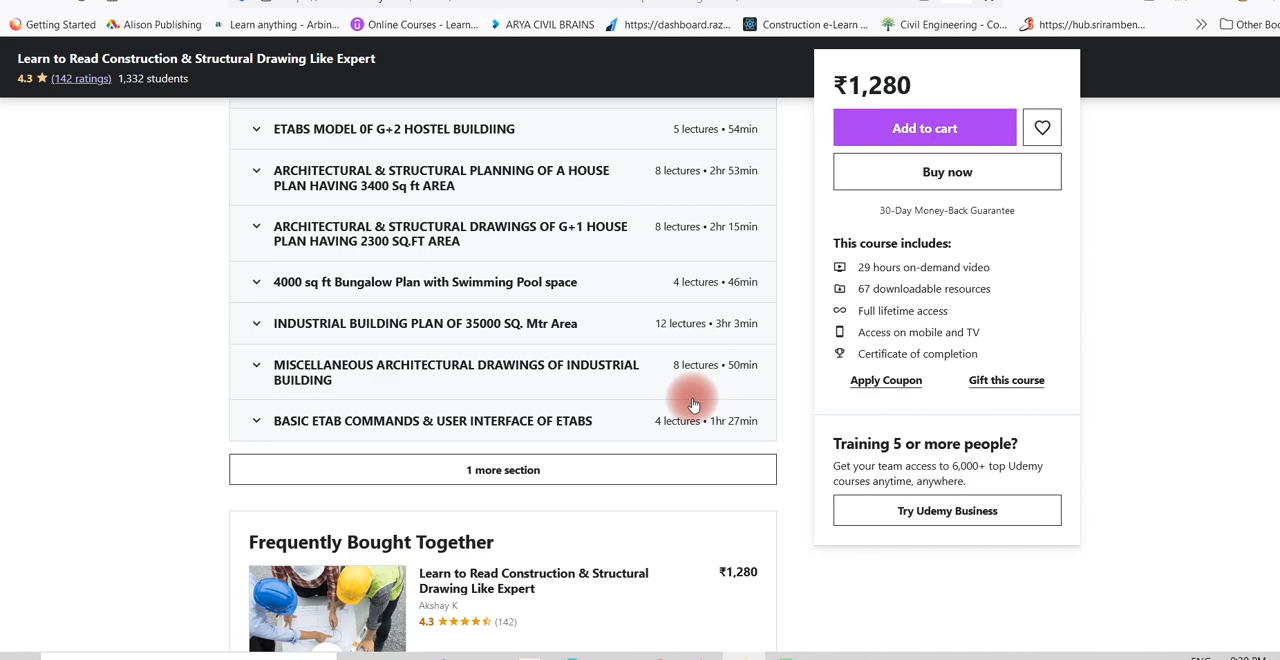 Getting Started Alison Publishing Learn anything - Arbin... Online Courses - Learn... ARYA CIVIL BRAINS https://dashboard.raz... Construction e-Learn ... Civil Engineering - Co... https://hub.sriramben... Other Boo
Learn to Read Construction & Structural Drawing Like Expert
4.3 ★ (142 ratings) 1,332 students
ETABS MODEL 0F G+2 HOSTEL BUILDIING 5 lectures • 54min
ARCHITECTURAL & STRUCTURAL PLANNING OF A HOUSE 8 lectures • 2hr 53min
PLAN HAVING 3400 Sq ft AREA
ARCHITECTURAL & STRUCTURAL DRAWINGS OF G+1 HOUSE 8 lectures • 2hr 15min
PLAN HAVING 2300 SQ.FT AREA
4000 sq ft Bungalow Plan with Swimming Pool space 4 lectures • 46min
INDUSTRIAL BUILDING PLAN OF 35000 SQ. Mtr Area 12 lectures • 3hr 3min
MISCELLANEOUS ARCHITECTURAL DRAWINGS OF INDUSTRIAL 8 lectures • 50min
BUILDING
BASIC ETAB COMMANDS & USER INTERFACE OF ETABS 4 lectures • 1hr 27min
1 more section
Frequently Bought Together
Learn to Read Construction & Structural ₹1,280
Drawing Like Expert
Akshay K
4.3 (142)
₹1,280
Add to cart
Buy now
30-Day Money-Back Guarantee
This course includes:
29 hours on-demand video
67 downloadable resources
Full lifetime access
Access on mobile and TV
Certificate of completion
Apply Coupon Gift this course
Training 5 or more people?
Get your team access to 6,000+ top Udemy
courses anytime, anywhere.
Try Udemy Business